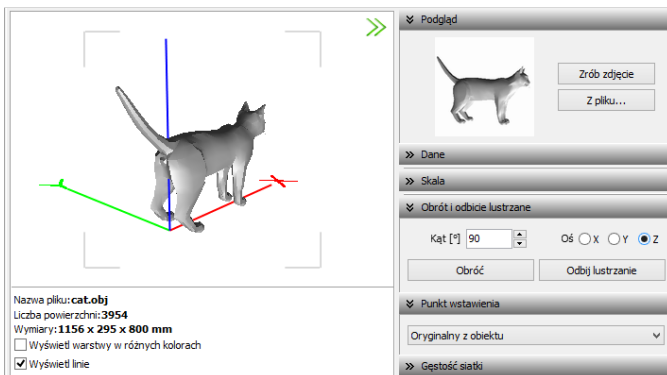 Podgląd
Zrób zdjęcie
Z pliku...
Dane
Skala
Obrót i odbicie lustrzane
Kąt [°] 90
Oś X Y Z
Obróć
Odbij lustrzanie
Punkt wstawienia
Oryginalny z obiektu
Gęstość siatki
Nazwa pliku:cat.obj
Liczba powierzchni:3954
Wymiary:1156 x 295 x 800 mm
Wyświetl warstwy w różnych kolorach
Wyświetl linie